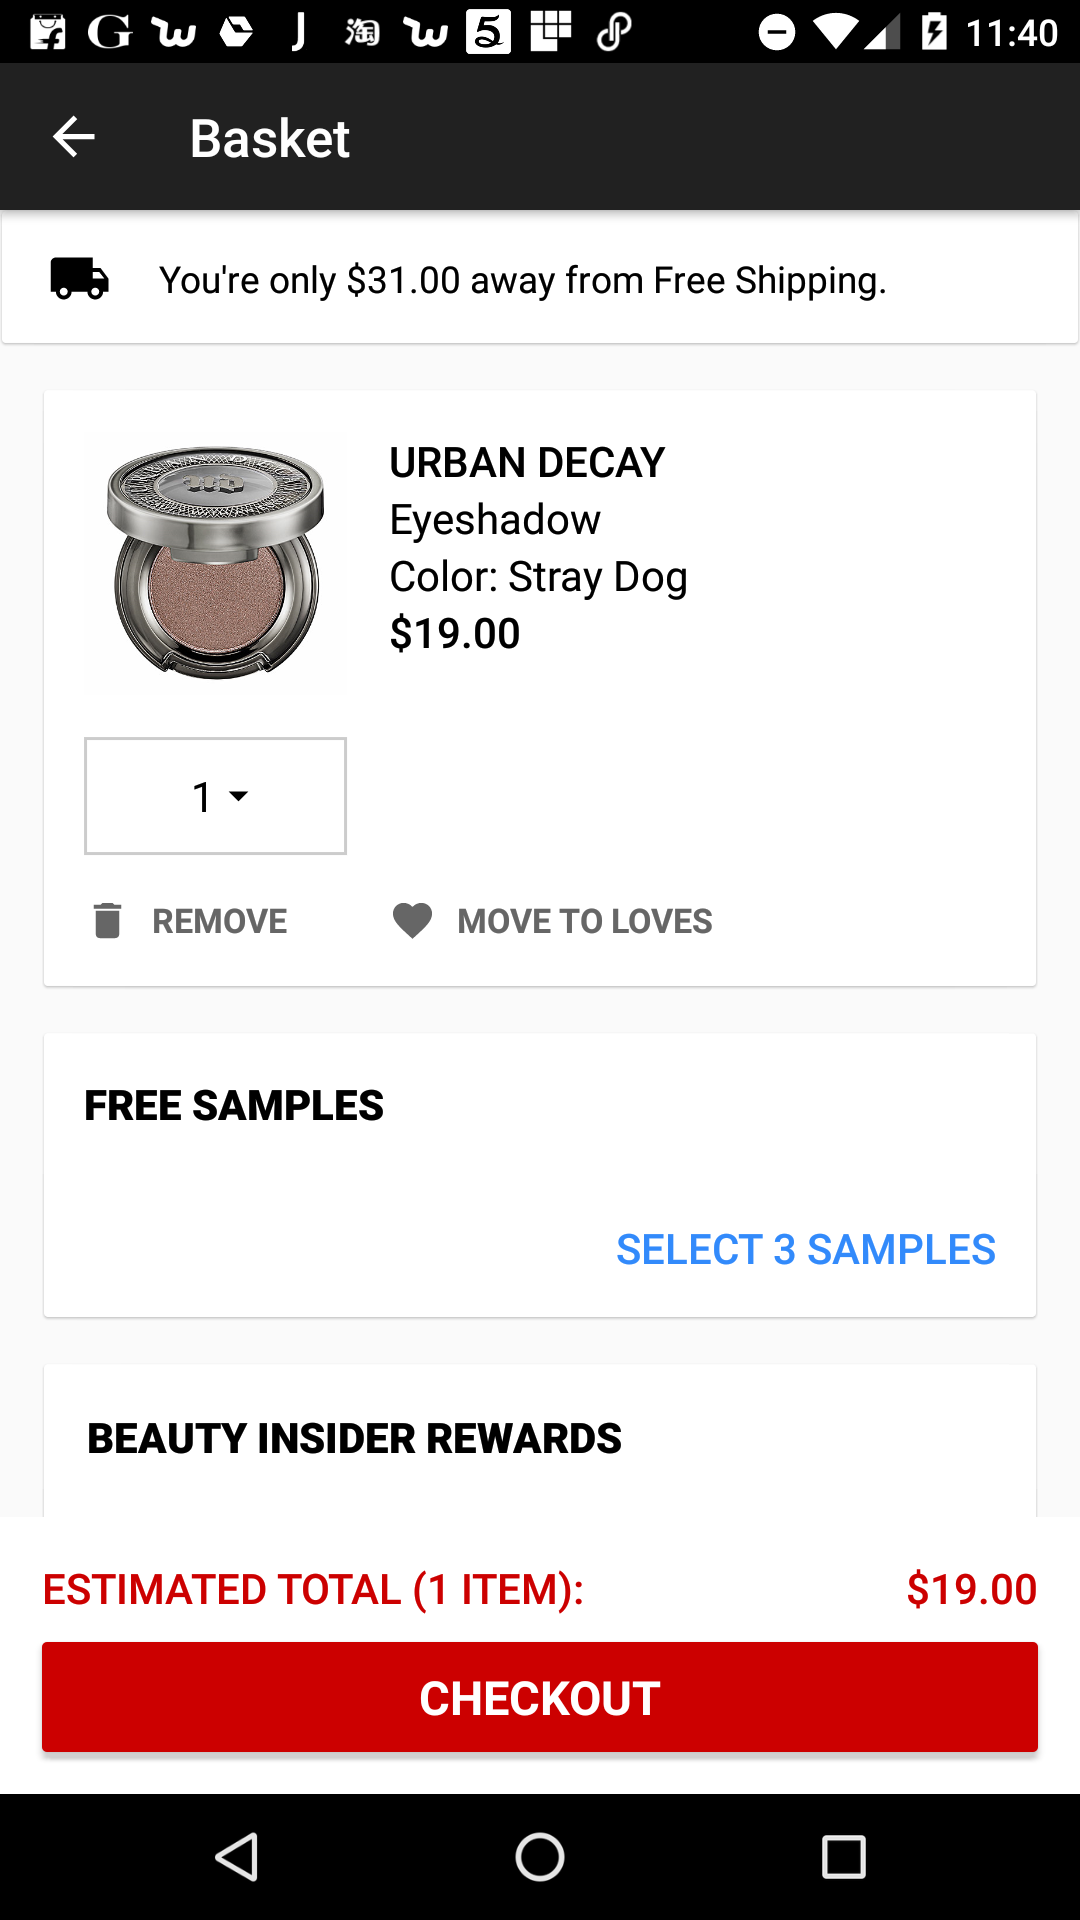 G J 淘 5 11:40
Basket
You're only $31.00 away from Free Shipping.
URBAN DECAY
Eyeshadow
Color: Stray Dog
$19.00
1
REMOVE MOVE TO LOVES
FREE SAMPLES
SELECT 3 SAMPLES
BEAUTY INSIDER REWARDS
ESTIMATED TOTAL (1 ITEM): $19.00
CHECKOUT